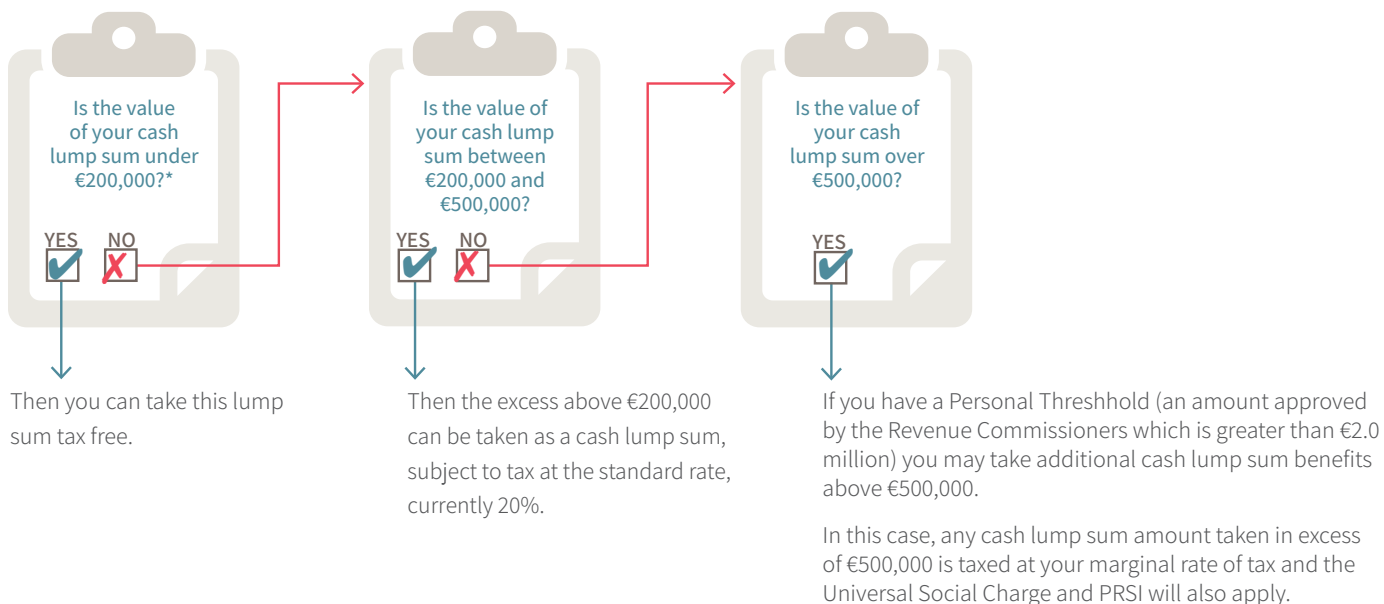 Is the value
of your cash
lump sum under
€200,000?*
YES NO
Then you can take this lump
sum tax free.
Is the value of
your cash lump
sum between
€200,000 and
€500,000?
YES NO
Then the excess above €200,000
can be taken as a cash lump sum,
subject to tax at the standard rate,
currently 20%.
Is the value of
your cash
lump sum over
€500,000?
YES
If you have a Personal Threshhold (an amount approved
by the Revenue Commissioners which is greater than €2.0
million) you may take additional cash lump sum benefits
above €500,000.
In this case, any cash lump sum amount taken in excess
of €500,000 is taxed at your marginal rate of tax and the
Universal Social Charge and PRSI will also apply.